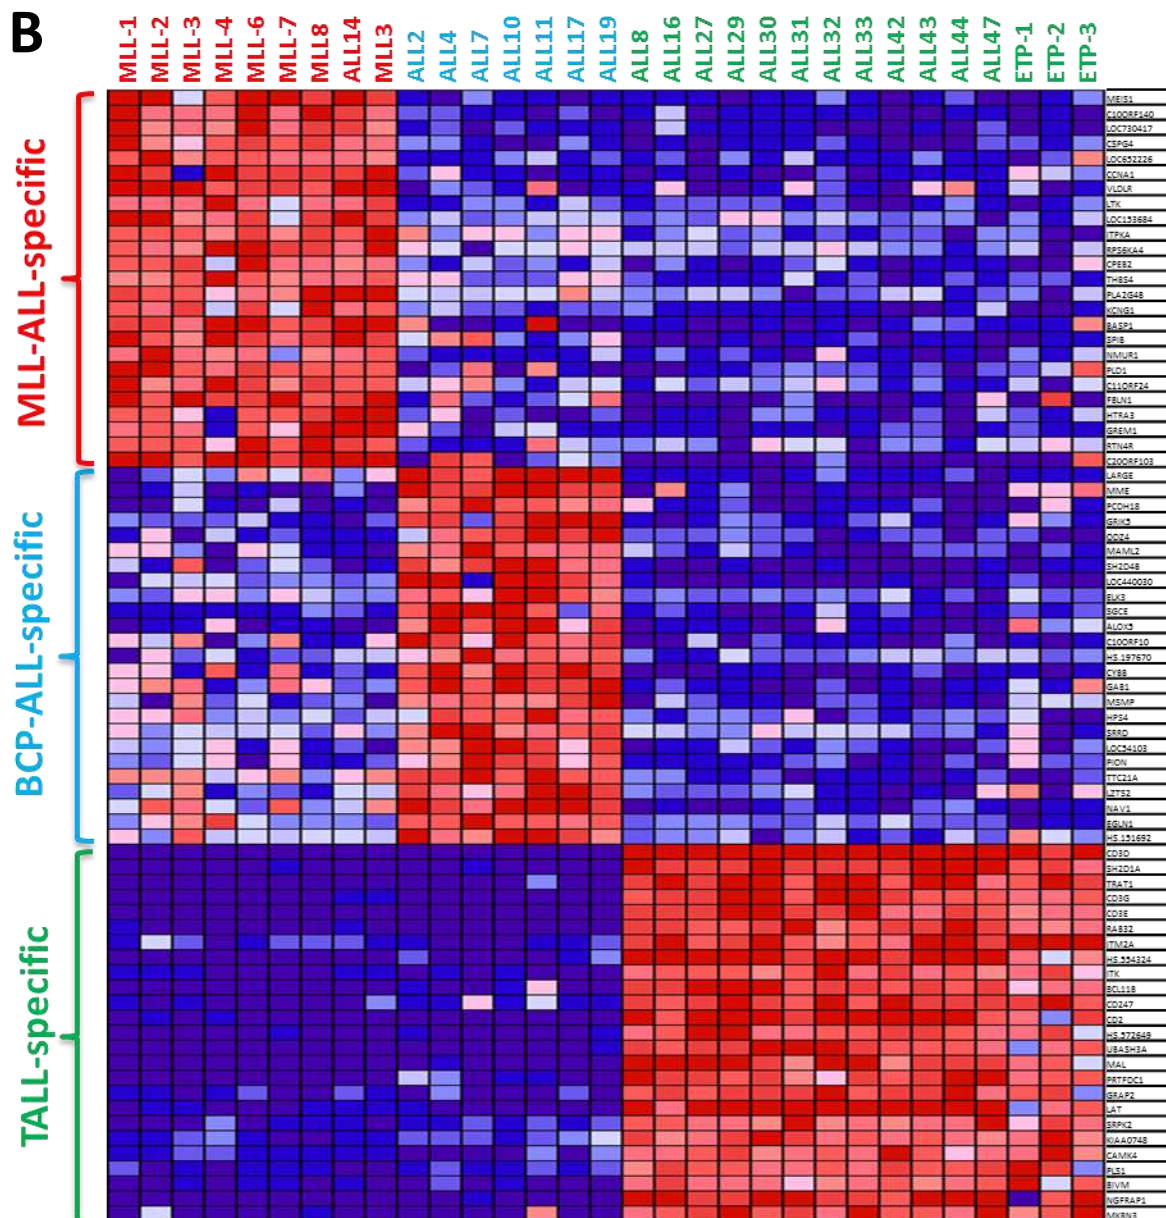 B
MLL-1 MLL-2 MLL-3 MLL-4 MLL-6 MLL-7 MLL8 ALL14 MLL3 ALL2 ALL4 ALL7 ALL10 ALL11 ALL17 ALL19 ALL8 ALL16 ALL27 ALL29 ALL30 ALL31 ALL32 ALL33 ALL42 ALL43 ALL44 ALL47 ETP-1 ETP-2 ETP-3
MLL-ALL-specific
BCP-ALL-specific
TALL-specific
MEIS1
C10ORF140
LOC730417
CSPG4
LOC652226
CCNA1
VLDLR
LTK
LOC153684
ITPKA
RPS6KA4
CPEB2
THBS4
PLA2G4B
KCNG1
BASP1
SPIB
NMUR1
PLD1
C11ORF24
FBLN1
HTRA3
GREM1
RTN4R
C20ORF103
LARGE
MME
PCDH18
GRIK5
ODZ4
MAML2
SH2D4B
LOC440030
ELK3
SGCE
ALOX5
C10ORF10
HS.197670
CYBB
GAB1
MSMP
HPS4
SRRD
LOC54103
PION
TTC21A
LZTS2
NAV1
EGLN1
HS.151692
CD3D
SH2D1A
TRAT1
CD3G
CD3E
RAB32
ITM2A
HS.554324
ITK
BCL11B
CD247
CD2
HS.572649
UBASH3A
MAL
PRTFDC1
GRAP2
LAT
SRPK2
KIAA0748
CAMK4
PLS1
BIVM
NGFRAP1
MKRN3